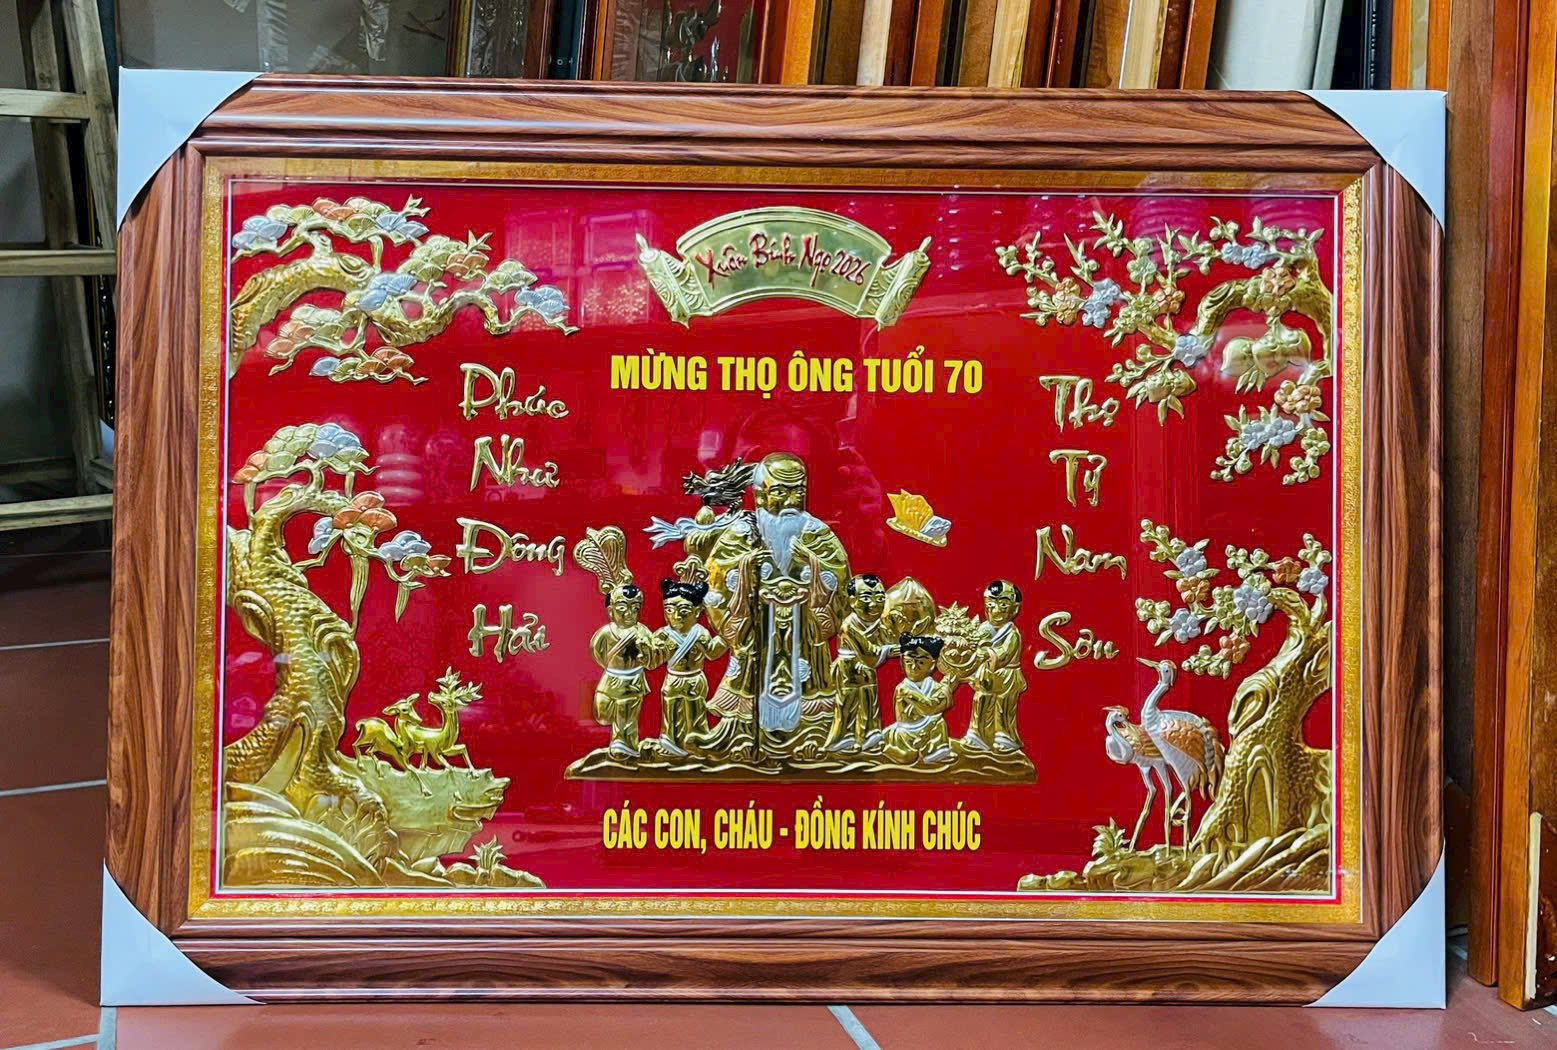 Xuân Bính Ngọ 2026
MỪNG THỌ ÔNG TUỔI 70
Phúc
Như
Đông
Hải
Thọ
Tỷ
Nam
Sơn
CÁC CON, CHÁU - ĐỒNG KÍNH CHÚC